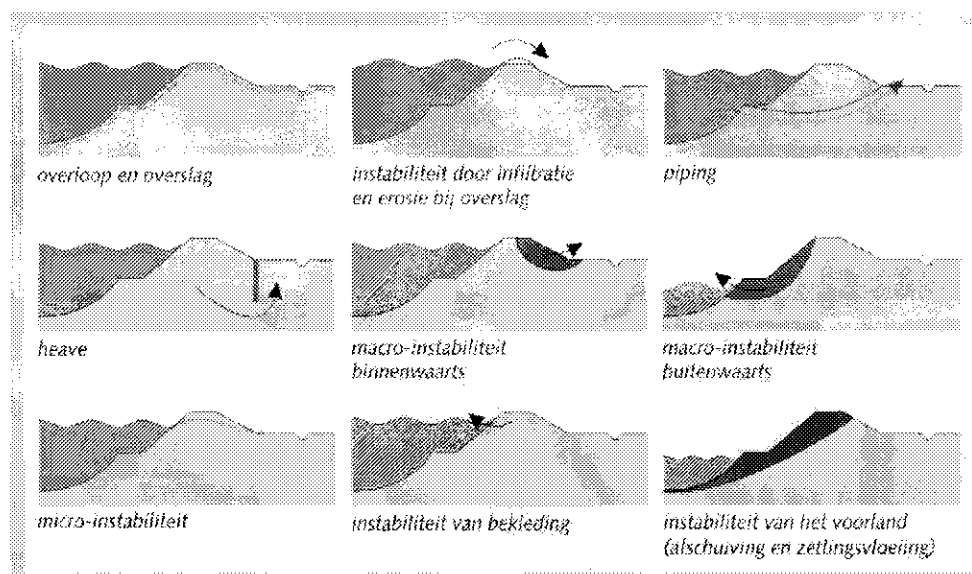 overloop en overslag
instabiliteit door infiltratie
en erosie bij overslag
piping
heave
macro-instabiliteit
binnenwaarts
macro-instabiliteit
buitenwaarts
micro-instabiliteit
instabiliteit van bekleding
instabiliteit van het voorland
(afschuiving en zettingsvloeiing)